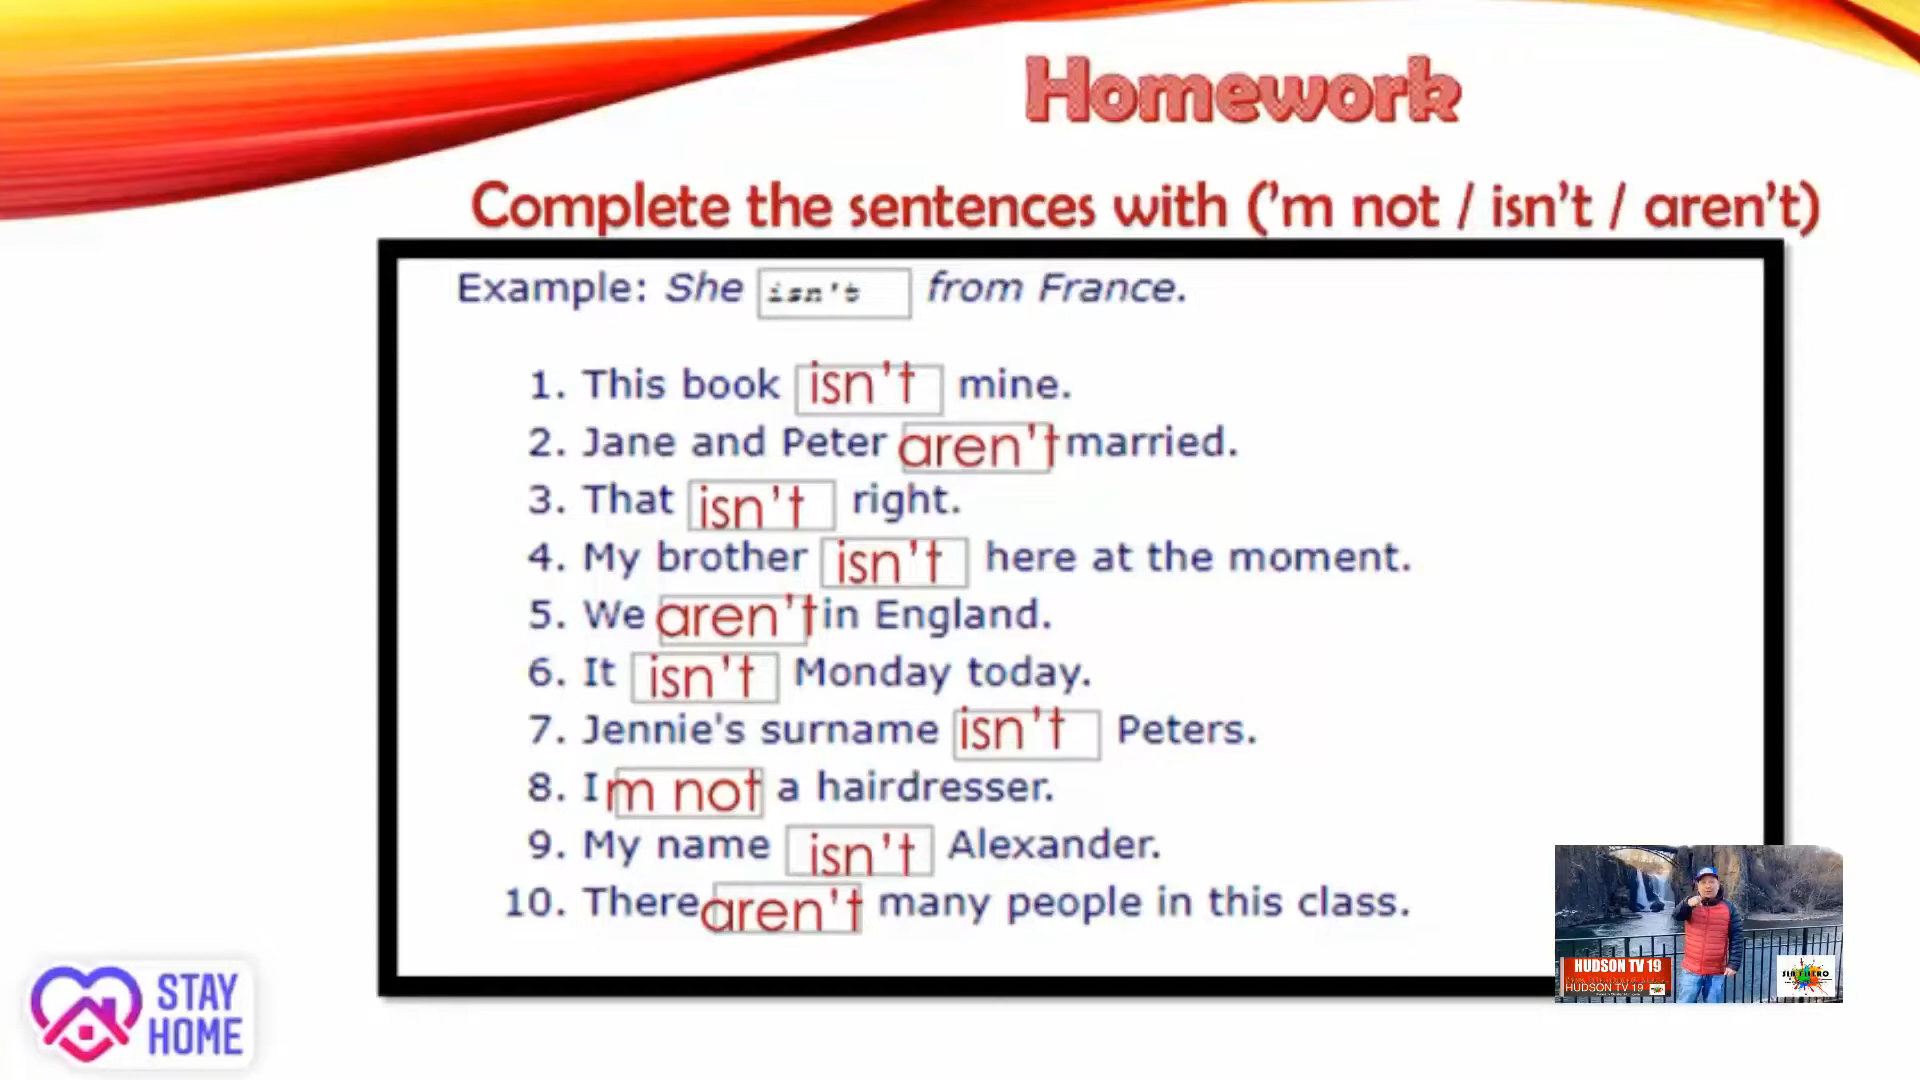 Homework
Complete the sentences with ('m not / isn't / aren't)
Example: She isn't from France.
1. This book isn't mine.
2. Jane and Peter aren't married.
3. That isn't right.
4. My brother isn't here at the moment.
5. We aren't in England.
6. It isn't Monday today.
7. Jennie's surname isn't Peters.
8. I m not a hairdresser.
9. My name isn't Alexander.
10. There aren't many people in this class.
STAY
HOME
HUDSON TV 19
HUDSON TV 19